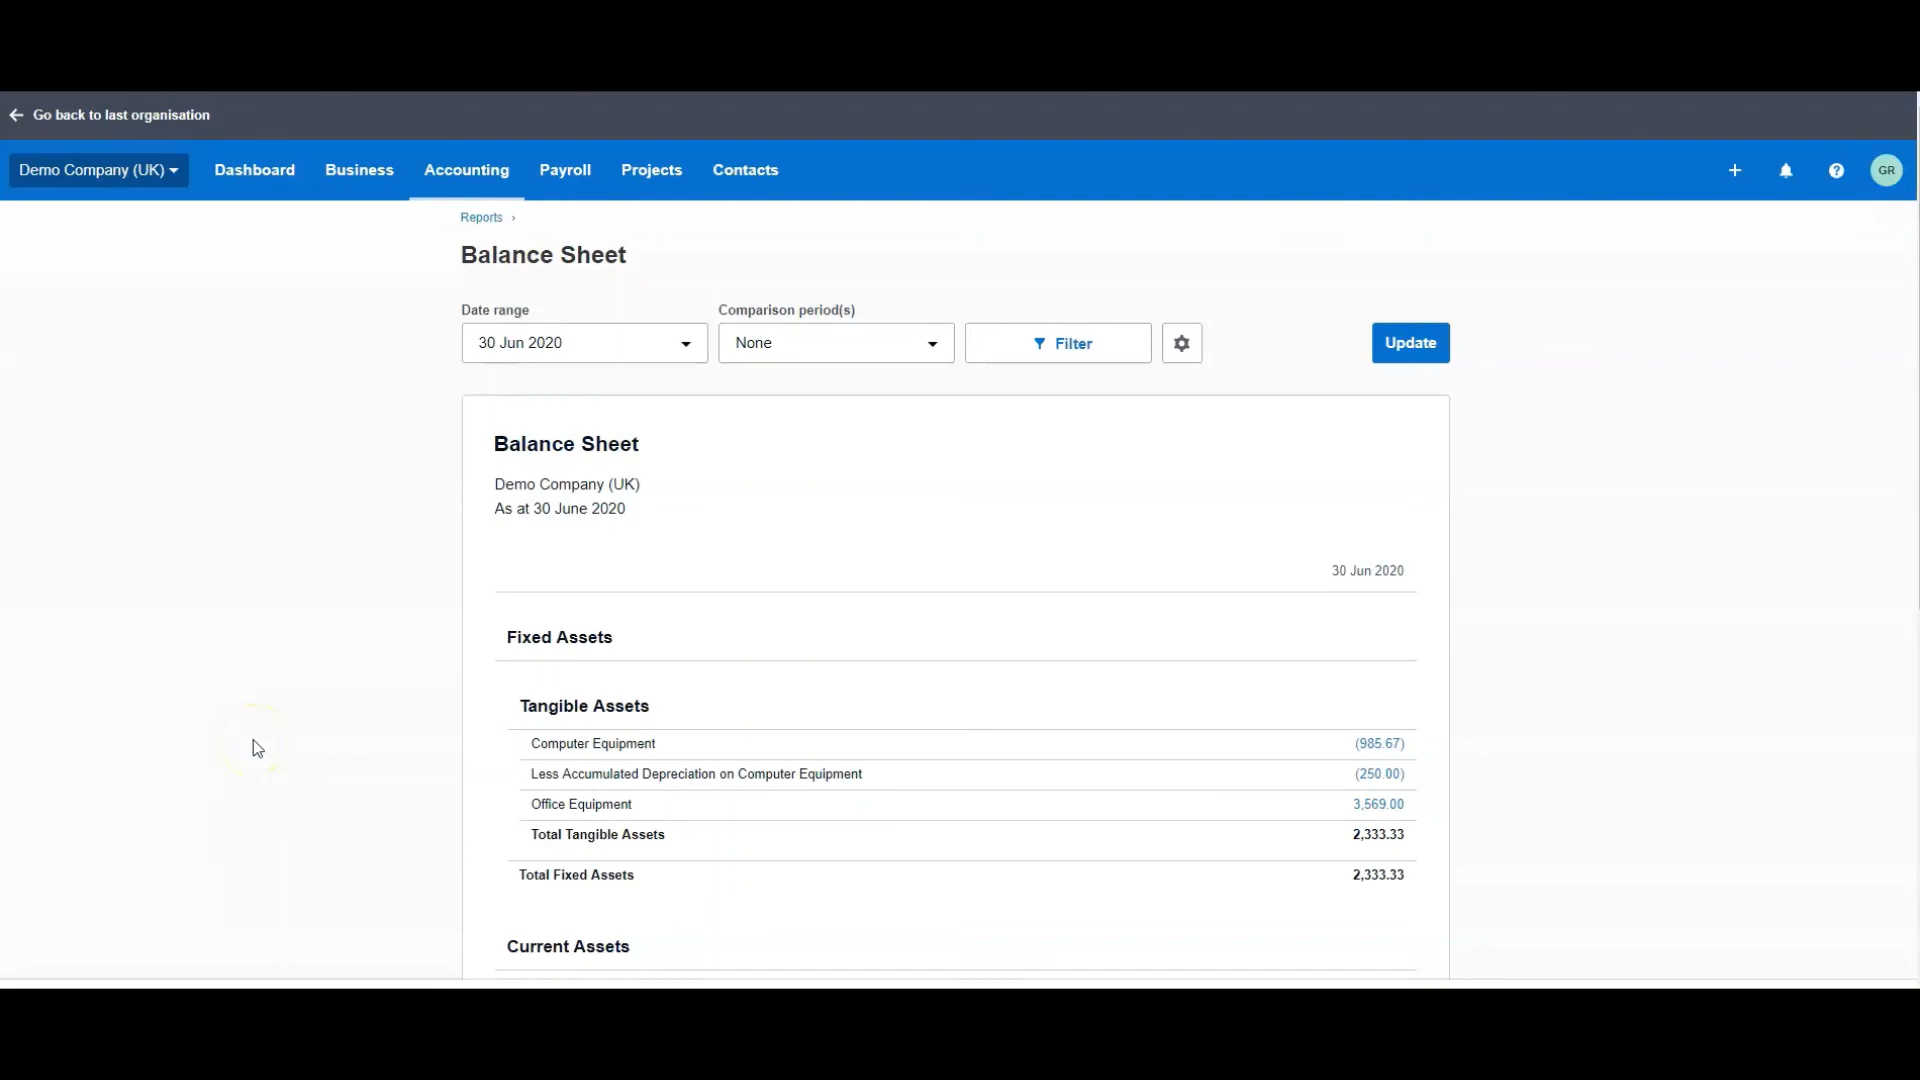 Go back to last organisation
Demo Company (UK) Dashboard Business Accounting Payroll Projects Contacts GR
Reports
Balance Sheet
Date range Comparison period(s)
30 Jun 2020 None Filter Update
Balance Sheet
Demo Company (UK)
As at 30 June 2020
30 Jun 2020
Fixed Assets
Tangible Assets
Computer Equipment (985.67)
Less Accumulated Depreciation on Computer Equipment (250.00)
Office Equipment 3,569.00
Total Tangible Assets 2,333.33
Total Fixed Assets 2,333.33
Current Assets